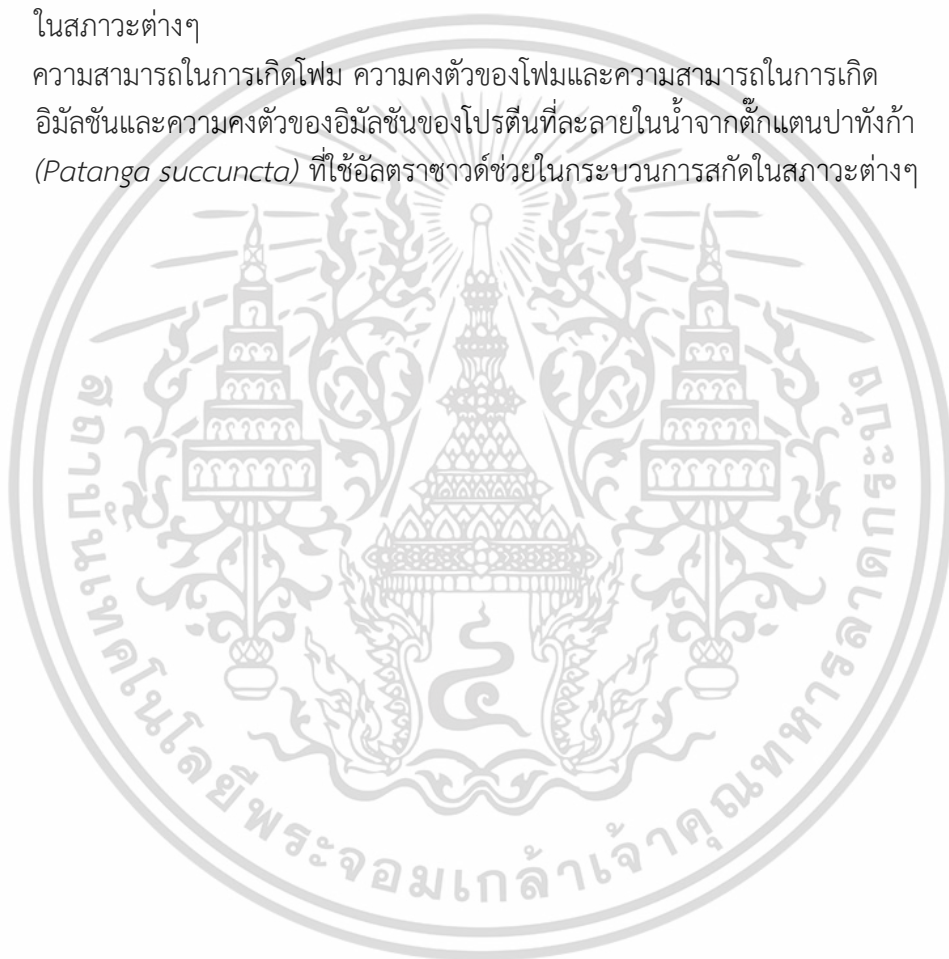 ในสภาวะต่างๆ
ความสามารถในการเกิดโฟม ความคงตัวของโฟมและความสามารถในการเกิด
อิมัลชันและความคงตัวของอิมัลชันของโปรตีนที่ละลายในน้ำจากตั๊กแตนปาทังก้า
(Patanga succuncta) ที่ใช้อัลตราซาวด์ช่วยในกระบวนการสกัดในสภาวะต่างๆ
สถาบันเทคโนโลยีพระจอมเกล้าเจ้าคุณทหารลาดกระบัง